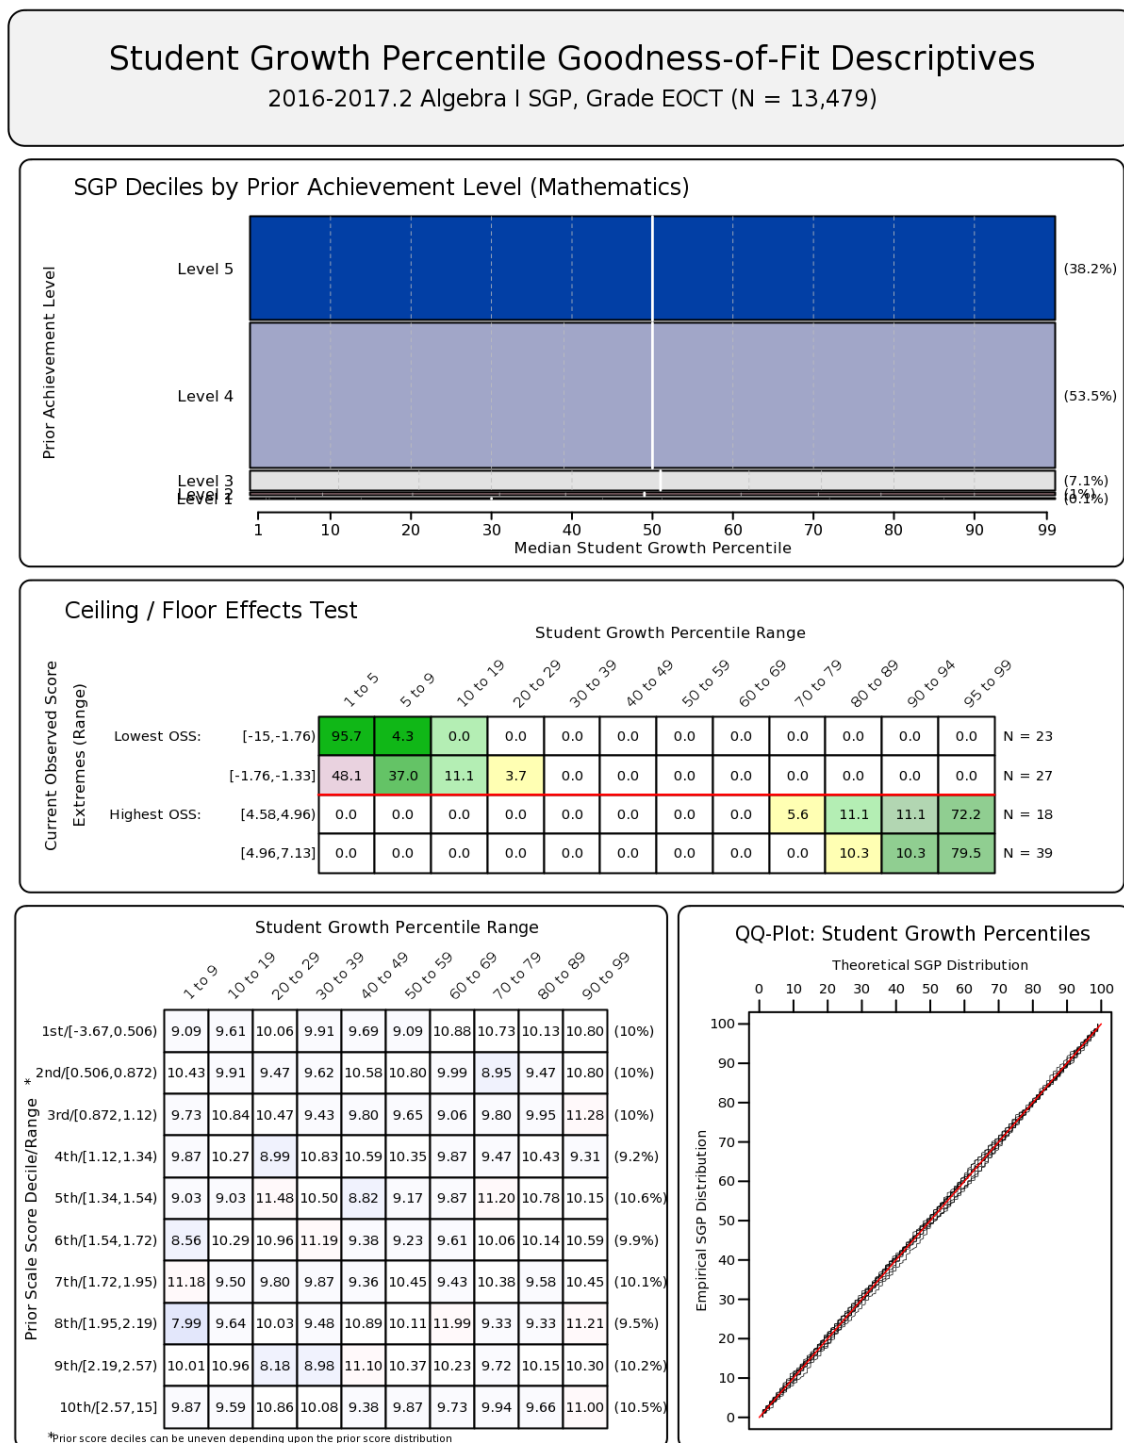 Student Growth Percentile Goodness-of-Fit Descriptives
2016-2017.2 Algebra I SGP, Grade EOCT (N = 13,479)
SGP Deciles by Prior Achievement Level (Mathematics)
Prior Achievement Level
Level 5 (38.2%)
Level 4 (53.5%)
Level 3 (7.1%)
Level 2 (1%)
Level 1 (0.1%)
1 10 20 30 40 50 60 70 80 90 99
Median Student Growth Percentile
Ceiling / Floor Effects Test
Student Growth Percentile Range
Current Observed Score
Extremes (Range)
1 to 5 5 to 9 10 to 19 20 to 29 30 to 39 40 to 49 50 to 59 60 to 69 70 to 79 80 to 89 90 to 94 95 to 99
Lowest OSS: [-15,-1.76) 95.7 4.3 0.0 0.0 0.0 0.0 0.0 0.0 0.0 0.0 0.0 0.0 N = 23
[-1.76,-1.33] 48.1 37.0 11.1 3.7 0.0 0.0 0.0 0.0 0.0 0.0 0.0 0.0 N = 27
Highest OSS: [4.58,4.96) 0.0 0.0 0.0 0.0 0.0 0.0 0.0 0.0 5.6 11.1 11.1 72.2 N = 18
[4.96,7.13] 0.0 0.0 0.0 0.0 0.0 0.0 0.0 0.0 0.0 10.3 10.3 79.5 N = 39
Student Growth Percentile Range
Prior Scale Score Decile/Range *
1 to 9 10 to 19 20 to 29 30 to 39 40 to 49 50 to 59 60 to 69 70 to 79 80 to 89 90 to 99
1st/[-3.67,0.506) 9.09 9.61 10.06 9.91 9.69 9.09 10.88 10.73 10.13 10.80 (10%)
2nd/[0.506,0.872) 10.43 9.91 9.47 9.62 10.58 10.80 9.99 8.95 9.47 10.80 (10%)
3rd/[0.872,1.12) 9.73 10.84 10.47 9.43 9.80 9.65 9.06 9.80 9.95 11.28 (10%)
4th/[1.12,1.34) 9.87 10.27 8.99 10.83 10.59 10.35 9.87 9.47 10.43 9.31 (9.2%)
5th/[1.34,1.54) 9.03 9.03 11.48 10.50 8.82 9.17 9.87 11.20 10.78 10.15 (10.6%)
6th/[1.54,1.72) 8.56 10.29 10.96 11.19 9.38 9.23 9.61 10.06 10.14 10.59 (9.9%)
7th/[1.72,1.95) 11.18 9.50 9.80 9.87 9.36 10.45 9.43 10.38 9.58 10.45 (10.1%)
8th/[1.95,2.19) 7.99 9.64 10.03 9.48 10.89 10.11 11.99 9.33 9.33 11.21 (9.5%)
9th/[2.19,2.57) 10.01 10.96 8.18 8.98 11.10 10.37 10.23 9.72 10.15 10.30 (10.2%)
10th/[2.57,15] 9.87 9.59 10.86 10.08 9.38 9.87 9.73 9.94 9.66 11.00 (10.5%)
*Prior score deciles can be uneven depending upon the prior score distribution
QQ-Plot: Student Growth Percentiles
Theoretical SGP Distribution
0 10 20 30 40 50 60 70 80 90 100
Empirical SGP Distribution
100
90
80
70
60
50
40
30
20
10
0